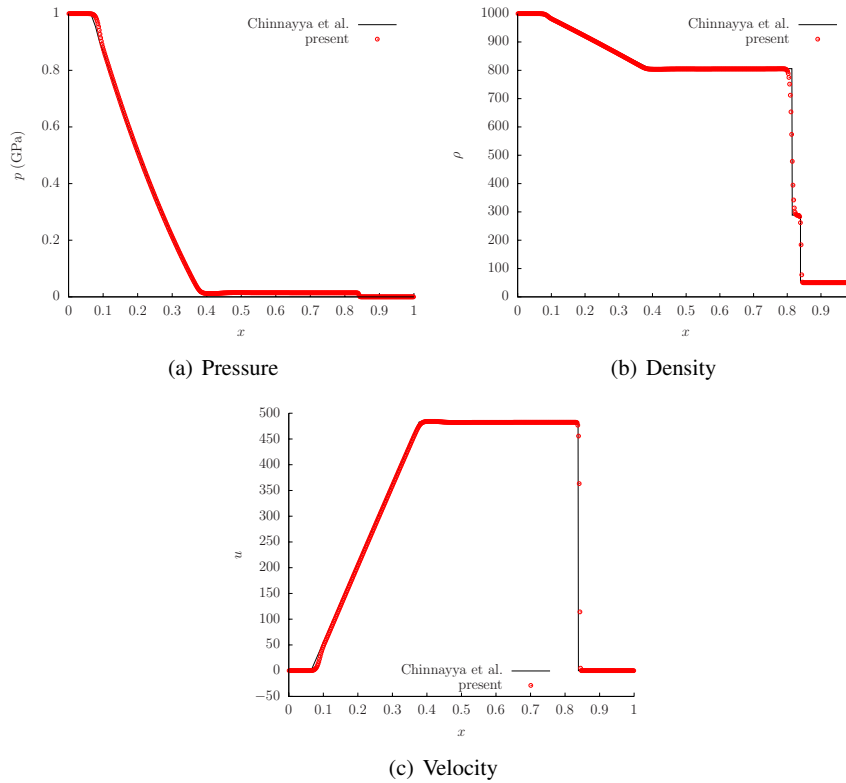 1
0.8
0.6
0.4
0.2
0
p (GPa)
0 0.1 0.2 0.3 0.4 0.5 0.6 0.7 0.8 0.9 1
x
Chinnayya et al.
present
(a) Pressure
1000
900
800
700
600
500
400
300
200
100
0
ρ
0 0.1 0.2 0.3 0.4 0.5 0.6 0.7 0.8 0.9
x
Chinnayya et al.
present
(b) Density
500
450
400
350
300
250
200
150
100
50
0
−50
u
0 0.1 0.2 0.3 0.4 0.5 0.6 0.7 0.8 0.9 1
x
Chinnayya et al.
present
(c) Velocity